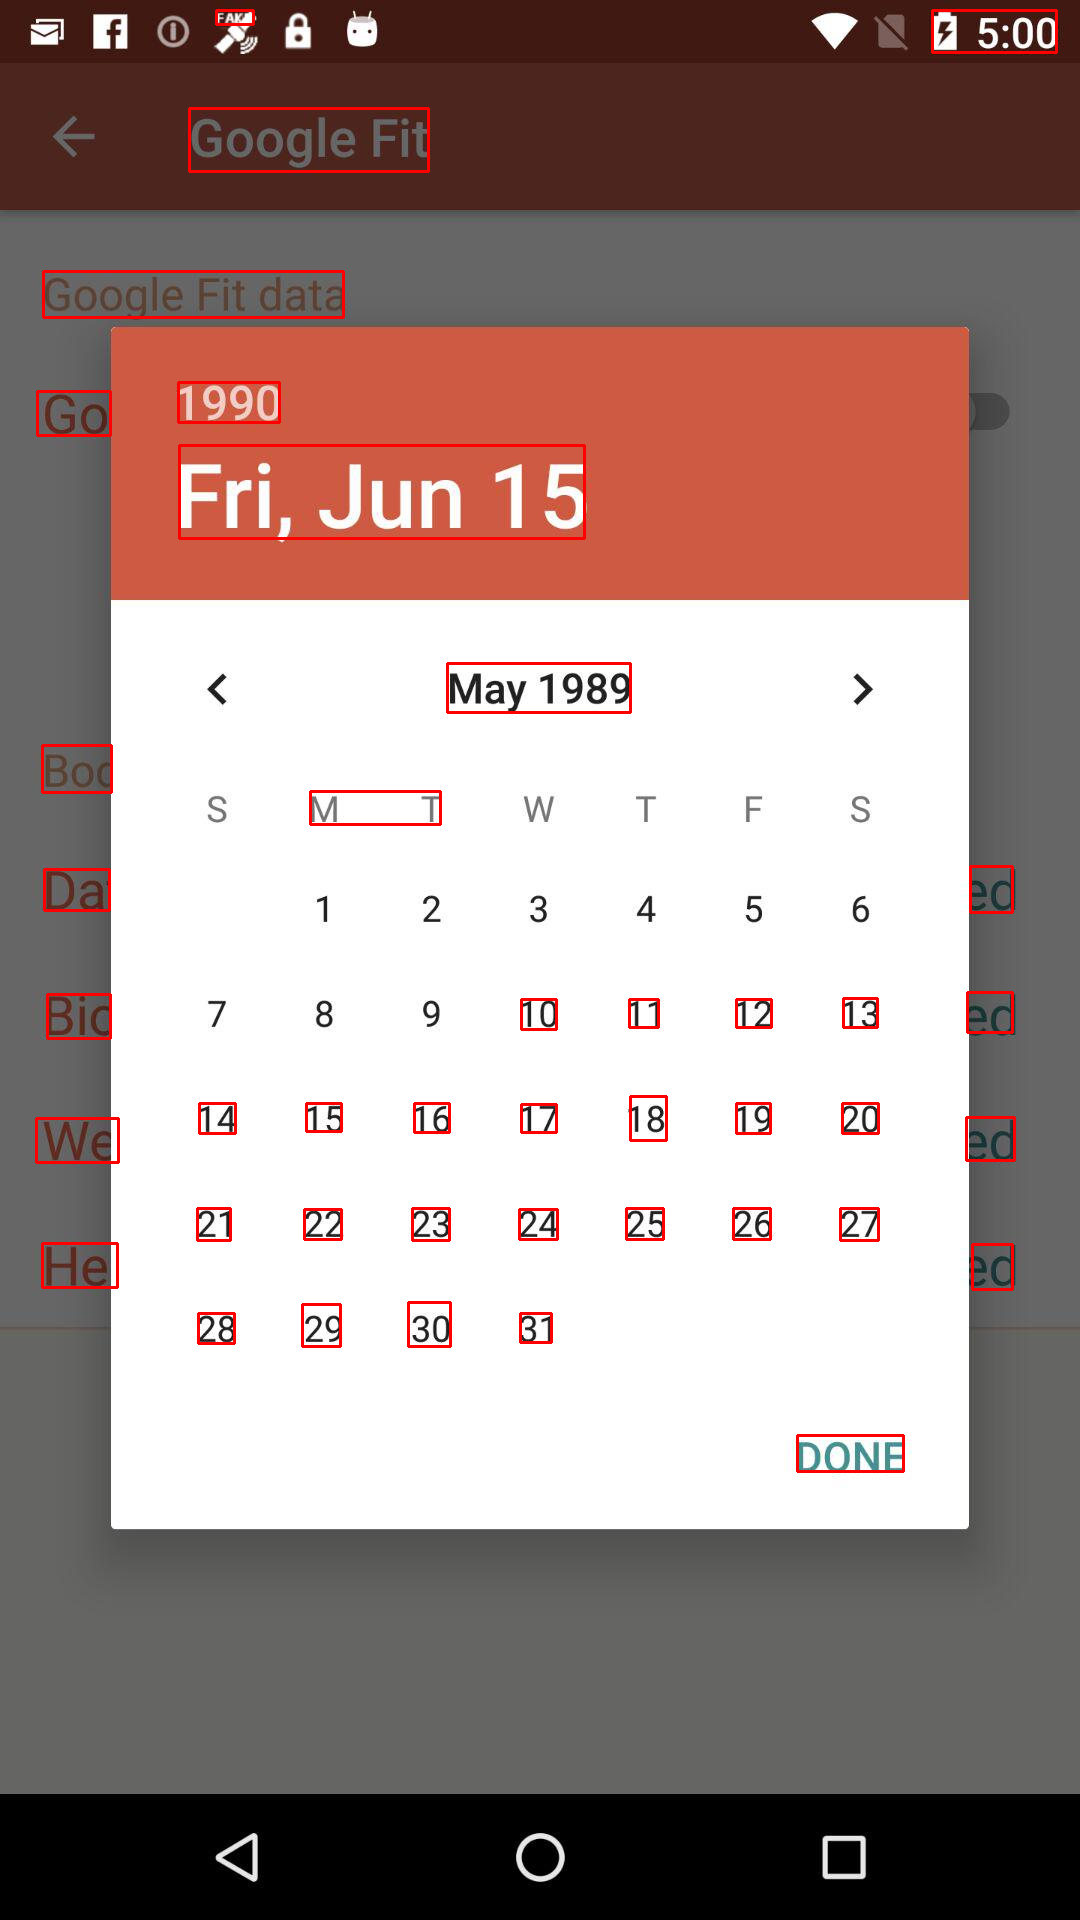 FAKE 5:00
Google Fit
Google Fit data
Go
1990
Fri, Jun 15
May 1989
Bod
S M T W T F S
Dat ed
1 2 3 4 5 6
Bio ed
7 8 9 10 11 12 13
We ed
14 15 16 17 18 19 20
21 22 23 24 25 26 27
He ed
28 29 30 31
DONE